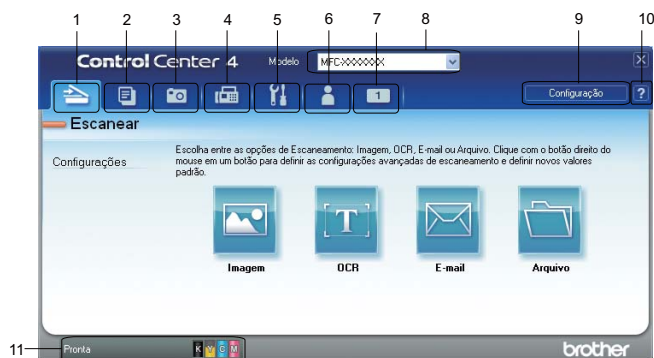 1 2 3 4 5 6 7 8 9 10
Control Center 4 Modelo MFC-XXXXXXX X
1 Configuração ?
Escanear
Configurações
Escolha entre as opções de Escaneamento: Imagem, OCR, E-mail ou Arquivo. Clique com o botão direito do
mouse em um botão para definir as configurações avançadas de escaneamento e definir novos valores
padrão.
T
Imagem OCR E-mail Arquivo
11 Pronta K Y C M brother